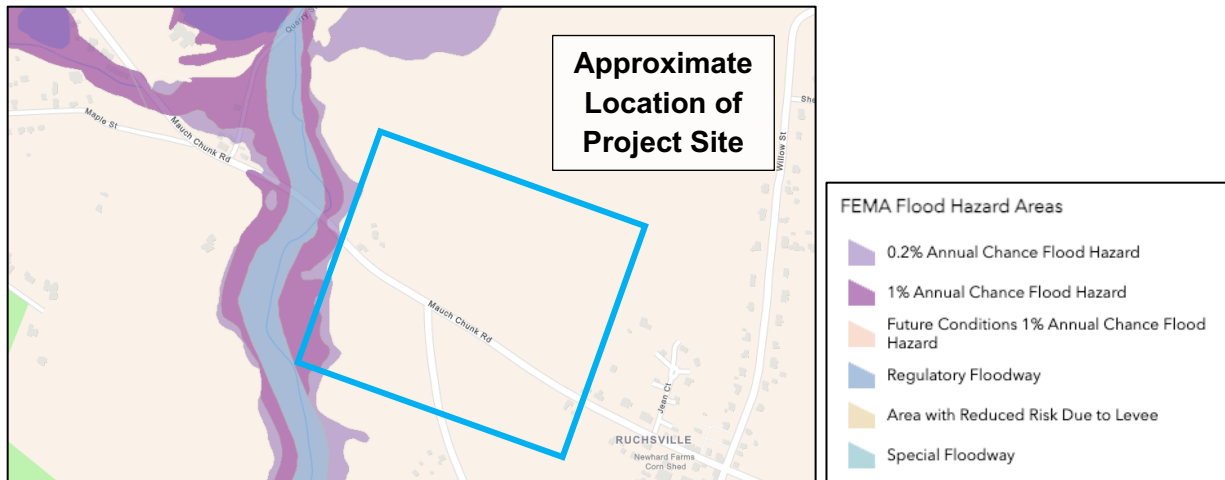 Quarry
Approximate
Location of
Project Site
She
Maple St
Mauch Chunk Rd
Willow St
Mauch Chunk Rd
Jean Ct
RUCHSVILLE
Newhard Farms
Corn Shed
FEMA Flood Hazard Areas
0.2% Annual Chance Flood Hazard
1% Annual Chance Flood Hazard
Future Conditions 1% Annual Chance Flood
Hazard
Regulatory Floodway
Area with Reduced Risk Due to Levee
Special Floodway